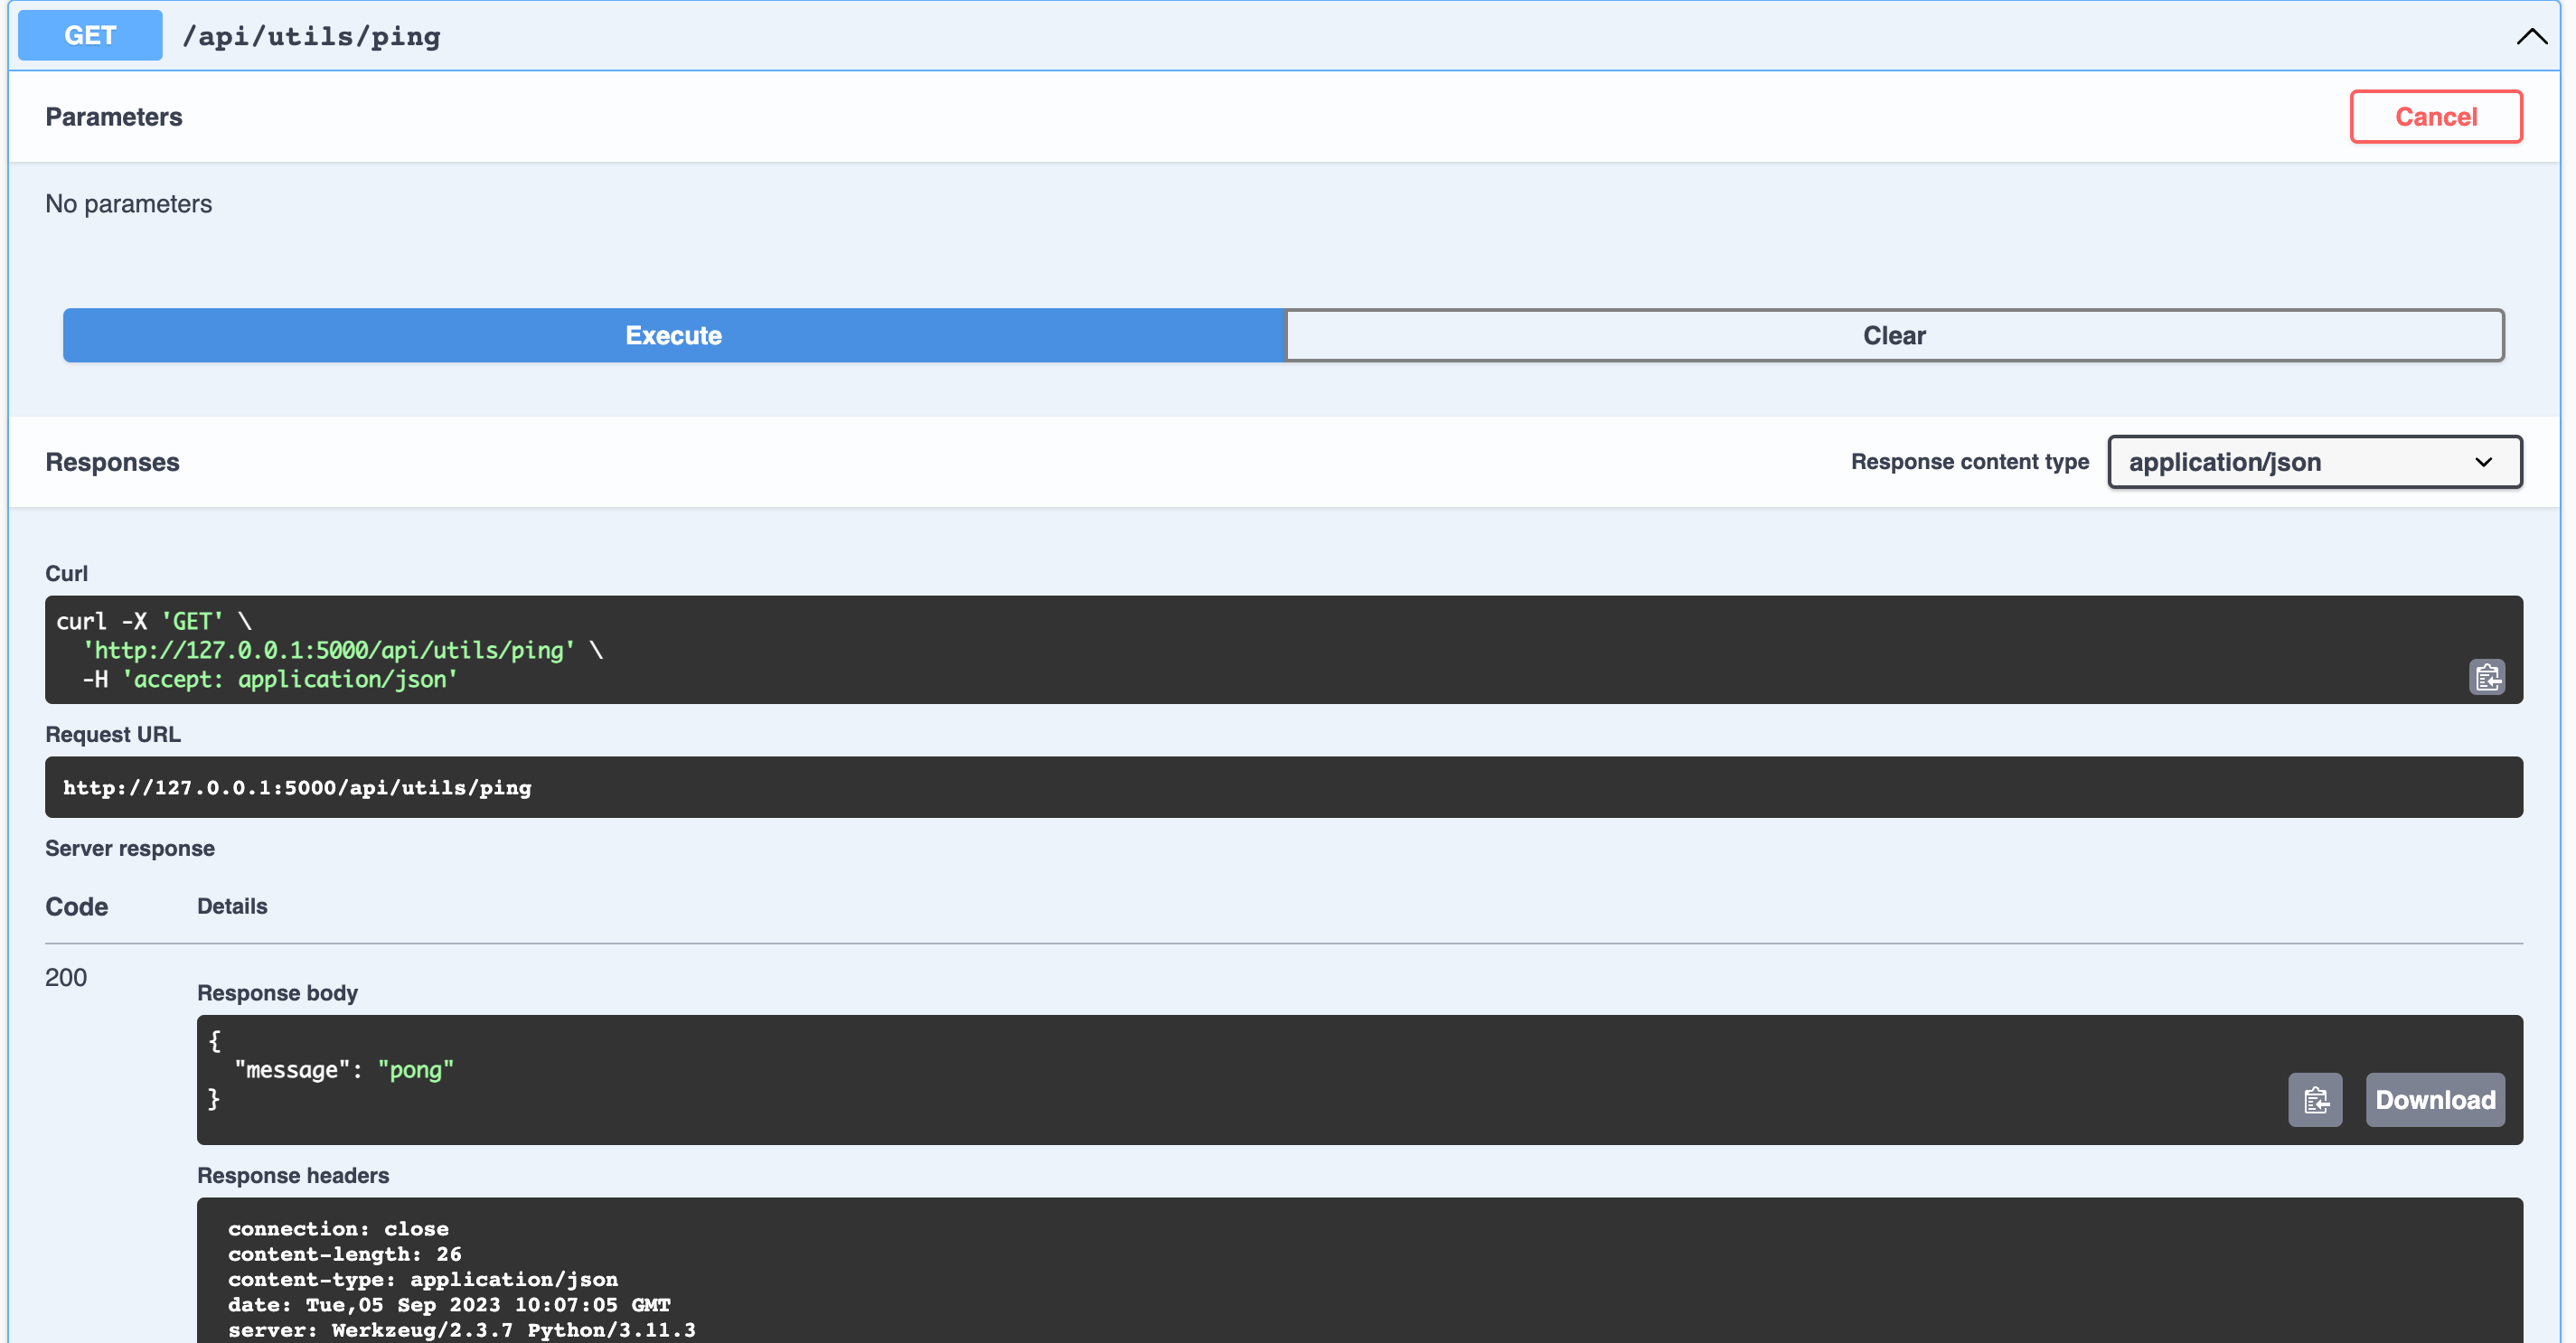 GET /api/utils/ping
Parameters Cancel
No parameters
Execute Clear
Responses Response content type application/json
Curl
curl -X 'GET' \
  'http://127.0.0.1:5000/api/utils/ping' \
  -H 'accept: application/json'
Request URL
http://127.0.0.1:5000/api/utils/ping
Server response
Code Details
200
Response body
{
  "message": "pong"
}
Download
Response headers
connection: close
content-length: 26
content-type: application/json
date: Tue,05 Sep 2023 10:07:05 GMT
server: Werkzeug/2.3.7 Python/3.11.3